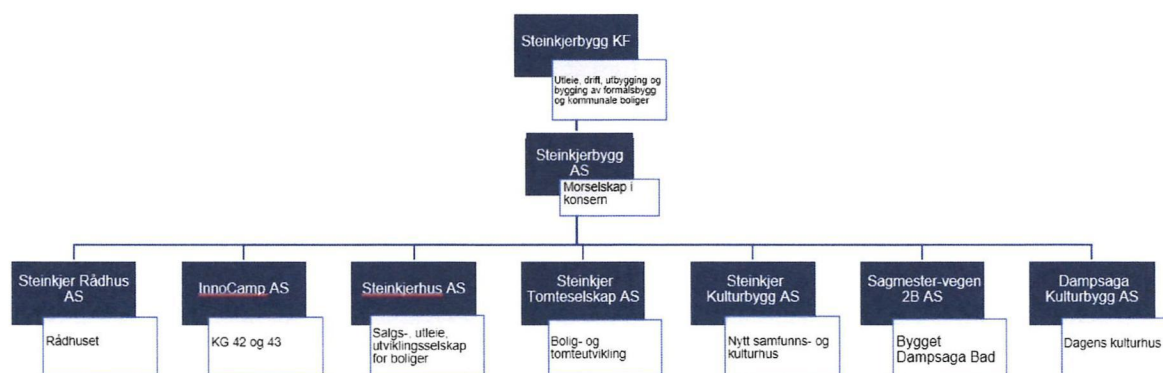 Steinkjerbygg KF
Utleie, drift, utbygging og
bygging av formålsbygg
og kommunale boliger
Steinkjerbygg
AS
Morselskap i
konsern
Steinkjer Rådhus
AS
Rådhuset
InnoCamp AS
KG 42 og 43
Steinkjerhus AS
Salgs-, utleie,
utviklingsselskap
for boliger
Steinkjer
Tomteselskap AS
Bolig- og
tomteutvikling
Steinkjer
Kulturbygg AS
Nytt samfunns- og
kulturhus
Sagmester-vegen
2B AS
Bygget
Dampsaga Bad
Dampsaga
Kulturbygg AS
Dagens kulturhus